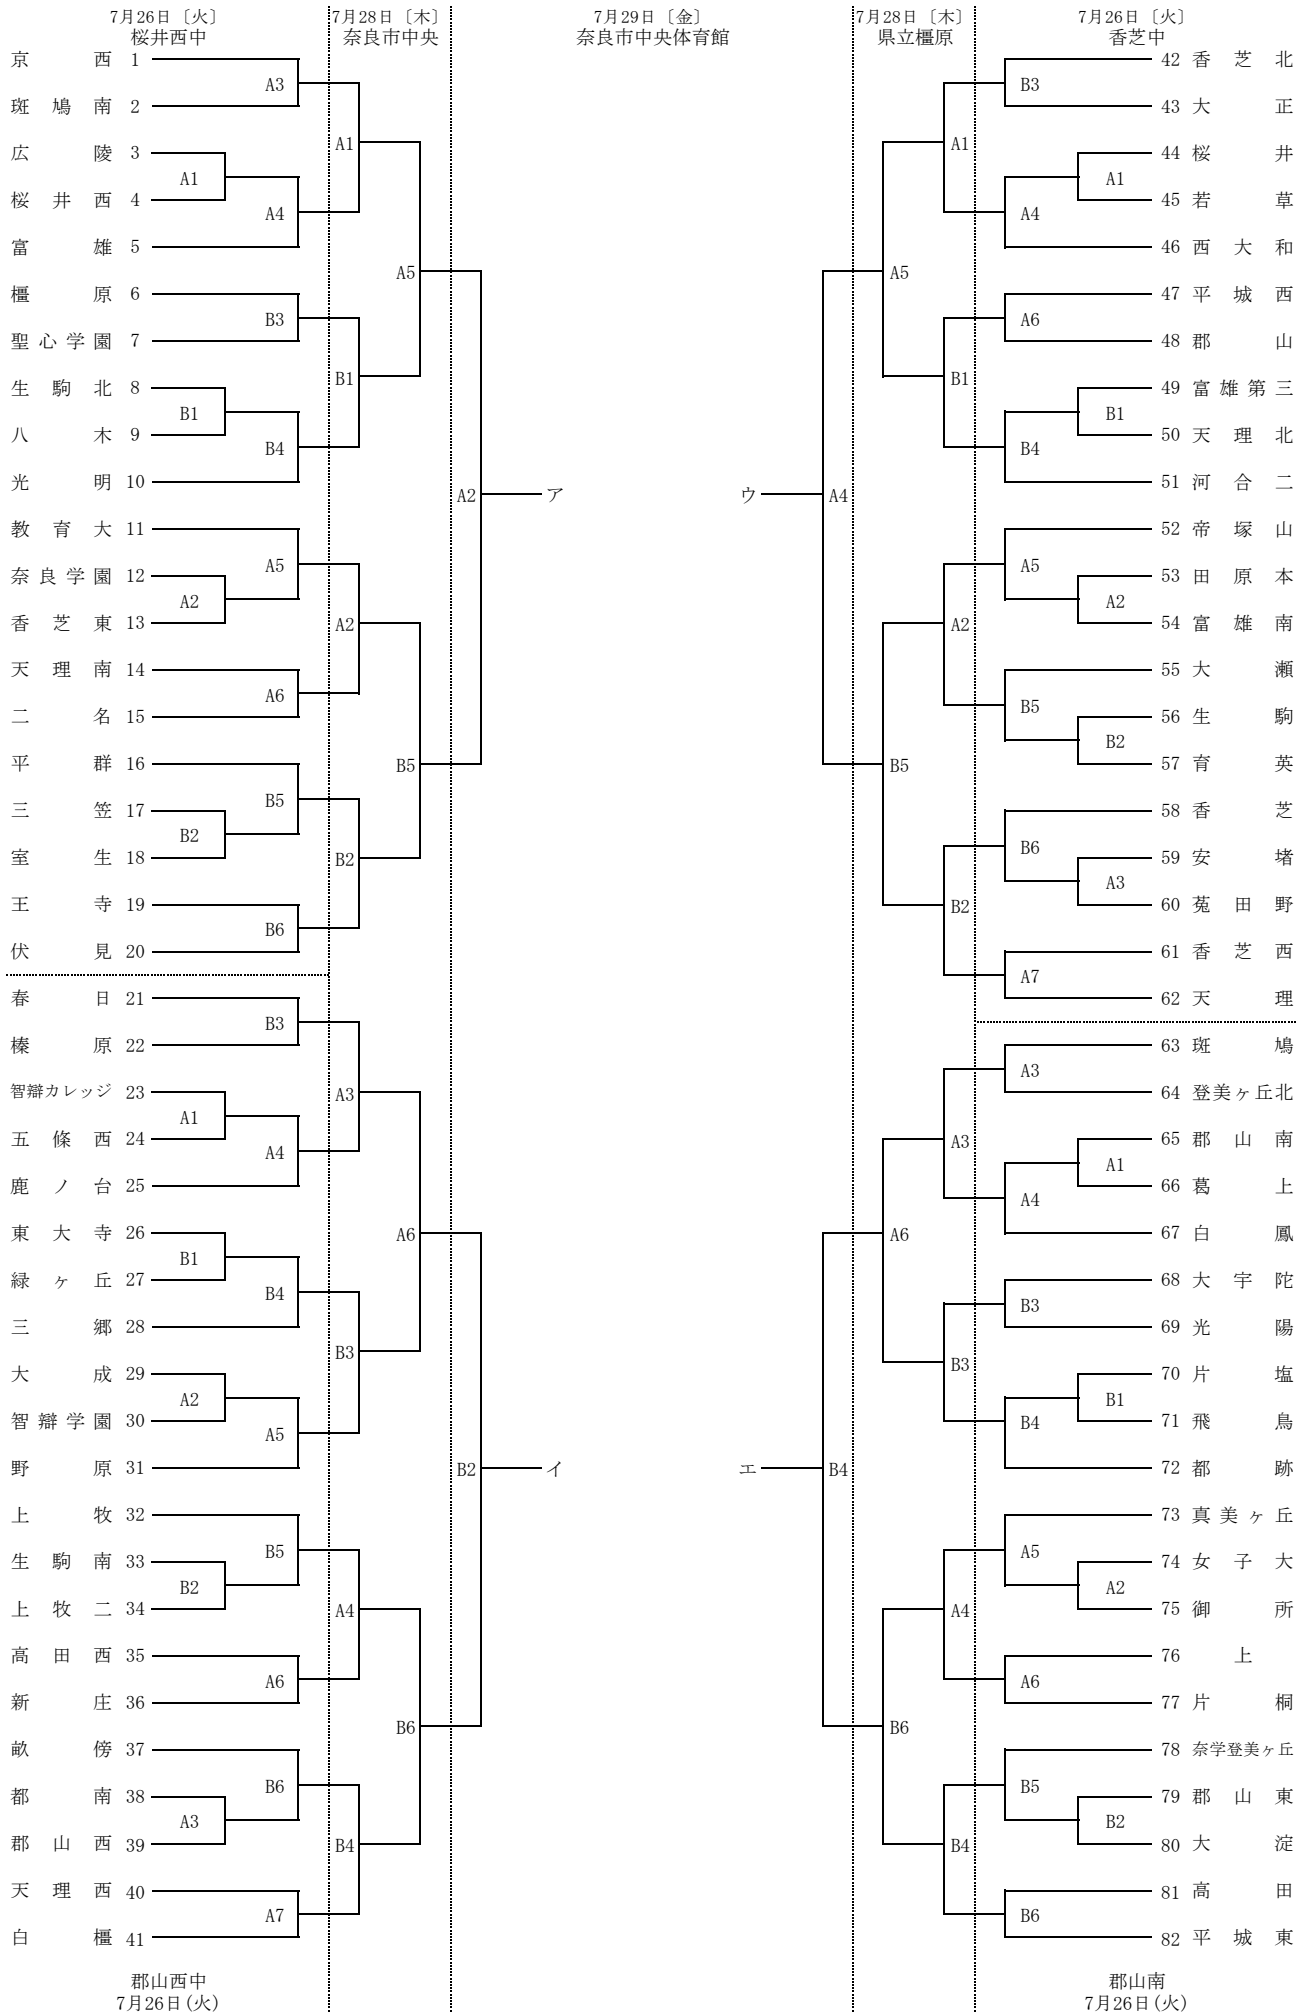 7月26日〔火〕 7月28日〔木〕 7月29日〔金〕 7月28日〔木〕 7月26日〔火〕
桜井西中 奈良市中央 奈良市中央体育館 県立橿原 香芝中
京西 1 42 香芝北
A3 B3
斑鳩南 2 43 大正
A1 A1
広陵 3 44 桜井
A1 A1
桜井西 4 45 若草
A4 A4
富雄 5 46 西大和
A5 A5
橿原 6 47 平城西
B3 A6
聖心学園 7 48 郡山
B1 B1
生駒北 8 49 富雄第三
B1 B1
八木 9 50 天理北
B4 B4
光明 10 51 河合二
A2 ア ウ A4
教育大 11 52 帝塚山
A5 A5
奈良学園 12 53 田原本
A2 A2
香芝東 13 54 富雄南
A2 A2
天理南 14 55 大瀬
A6 B5
二名 15 56 生駒
B2
平群 16 57 育英
B5 B5
B5
三笠 17 58 香芝
B2 B6
室生 18 59 安堵
B2 A3
王寺 19 60 菟田野
B6 B2
伏見 20 61 香芝西
A7
春日 21 62 天理
B3
榛原 22 63 斑鳩
A3 A3
智辯カレッジ 23 64 登美ヶ丘北
A1
五條西 24 65 郡山南
A4 A3 A1
鹿ノ台 25 66 葛上
A4
東大寺 26 67 白鳳
A6 A6
B1
緑ヶ丘 27 68 大宇陀
B4 B3
三郷 28 69 光陽
B3 B3
大成 29 70 片塩
A2 B1
智辯学園 30 71 飛鳥
A5 B4
野原 31 72 都跡
B2 イ エ B4
上牧 32 73 真美ヶ丘
B5 A5
生駒南 33 74 女子大
B2 A2
上牧二 34 75 御所
A4 A4
高田西 35 76 上
A6 A6
新庄 36 77 片桐
B6 B6
畝傍 37 78 奈学登美ヶ丘
B6 B5
都南 38 79 郡山東
A3 B2
郡山西 39 80 大淀
B4 B4
天理西 40 81 高田
A7 B6
白橿 41 82 平城東
郡山西中 郡山南
7月26日(火) 7月26日(火)